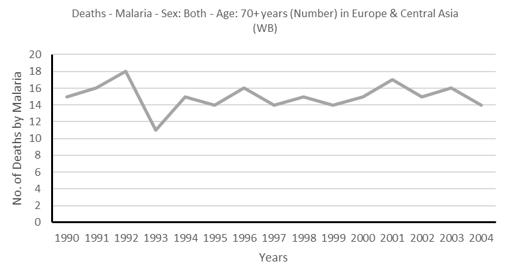 Deaths - Malaria - Sex: Both - Age: 70+years (Number) in Europe & Central Asia
(WB)
No. of Deaths by Malaria
20
18
16
14
12
10
8
6
4
2
0
1990 1991 1992 1993 1994 1995 1996 1997 1998 1999 2000 2001 2002 2003 2004
Years